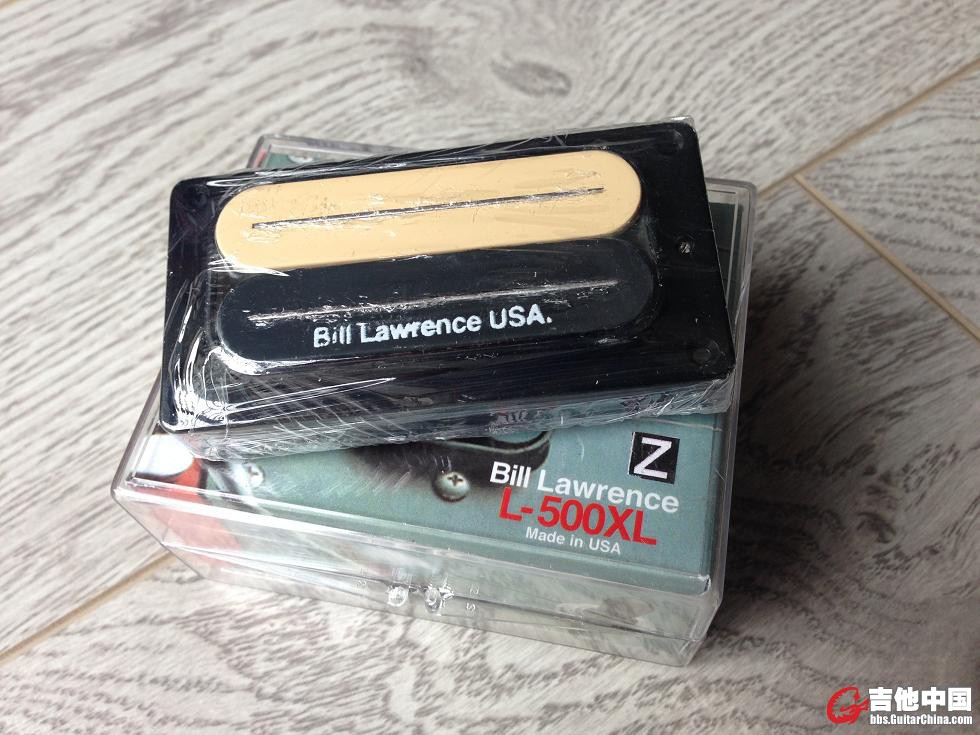 Bill Lawrence USA.
Z
Bill Lawrence
L-500XL
Made in USA
吉他中国
bbs.GuitarChina.com